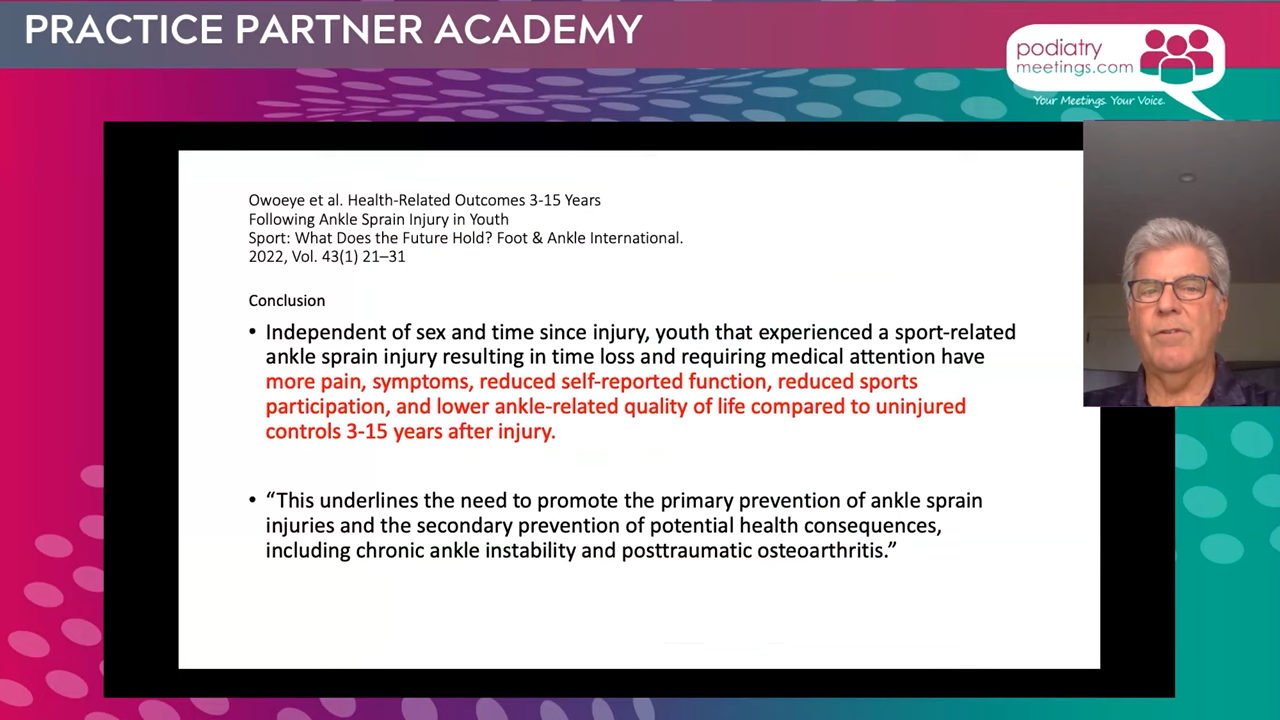 PRACTICE PARTNER ACADEMY
podiatry
meetings.com
Your Meetings. Your Voice.
Owoeye et al. Health-Related Outcomes 3-15 Years
Following Ankle Sprain Injury in Youth
Sport: What Does the Future Hold? Foot & Ankle International.
2022, Vol. 43(1) 21–31
Conclusion
• Independent of sex and time since injury, youth that experienced a sport-related
ankle sprain injury resulting in time loss and requiring medical attention have
more pain, symptoms, reduced self-reported function, reduced sports
participation, and lower ankle-related quality of life compared to uninjured
controls 3-15 years after injury.
• “This underlines the need to promote the primary prevention of ankle sprain
injuries and the secondary prevention of potential health consequences,
including chronic ankle instability and posttraumatic osteoarthritis.”